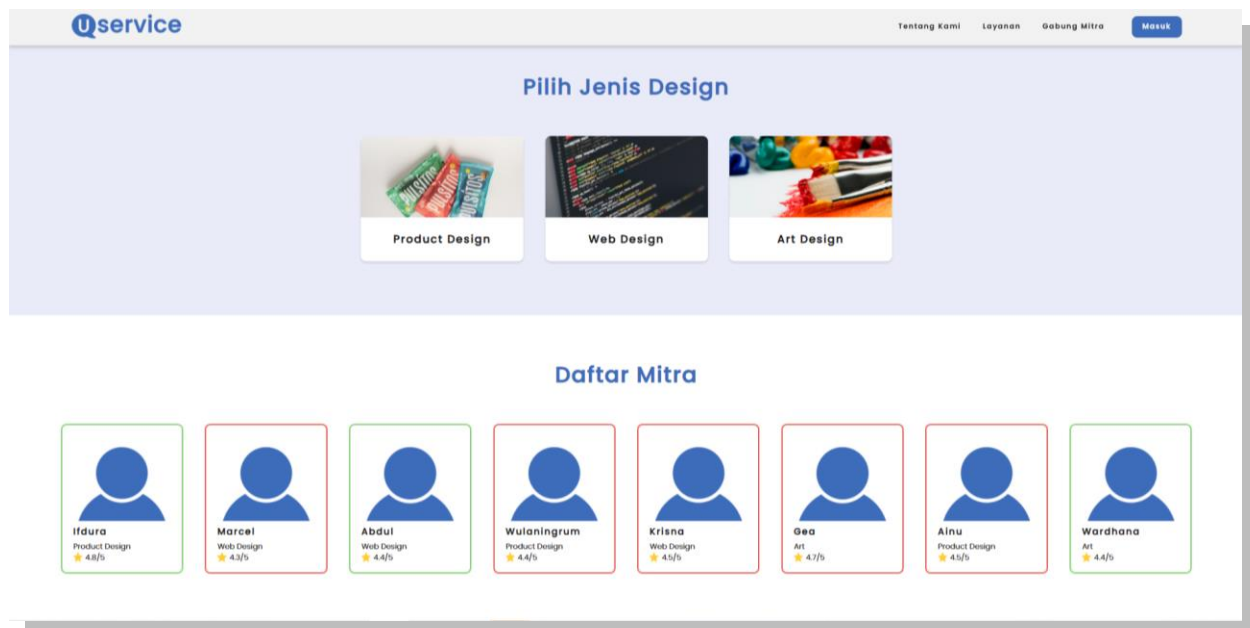 Uservice
Tentang Kami Layanan Gabung Mitra Masuk
Pilih Jenis Design
PULSITOS PULSITOS PULSITOS
Product Design Web Design Art Design
Daftar Mitra
Ifdura Marcel Abdul Wulaningrum Krisna Gea Ainu Wardhana
Product Design Web Design Web Design Product Design Web Design Art Product Design Art
4.8/5 4.3/5 4.4/5 4.4/5 4.5/5 4.7/5 4.5/5 4.4/5